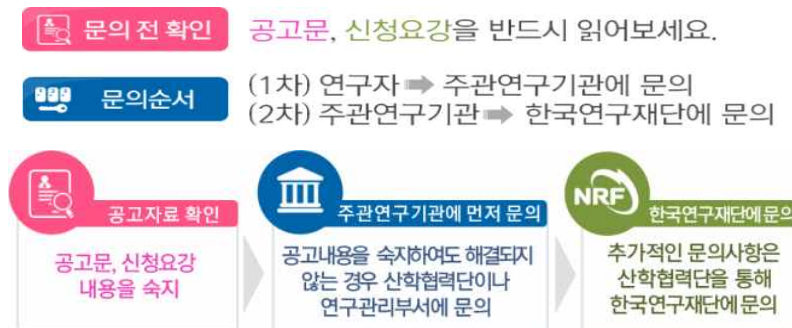 문의 전 확인 공고문, 신청요강을 반드시 읽어보세요.
문의순서 (1차) 연구자 ➡ 주관연구기관에 문의
(2차) 주관연구기관 ➡ 한국연구재단에 문의
공고자료 확인
공고문, 신청요강
내용을 숙지
주관연구기관에 먼저 문의
공고내용을 숙지하여도 해결되지
않는 경우 산학협력단이나
연구관리부서에 문의
NRF
한국연구재단에 문의
추가적인 문의사항은
산학협력단을 통해
한국연구재단에 문의